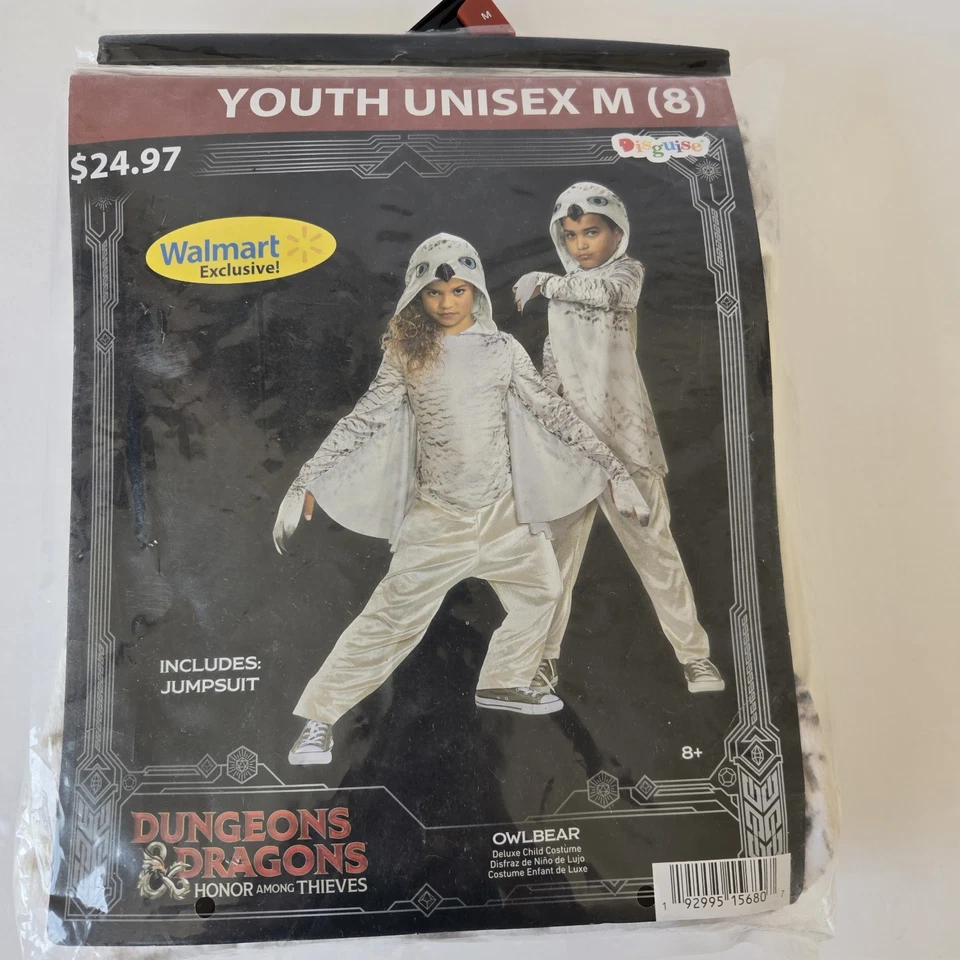 M
YOUTH UNISEX M (8)
$24.97
Disguise
Walmart
Exclusive!
INCLUDES:
JUMPSUIT
8+
DUNGEONS
& DRAGONS
HONOR AMONG THIEVES
OWLBEAR
Deluxe Child Costume
Disfraz de Niño de Lujo
Costume Enfant de Luxe
1 92995 15680 7